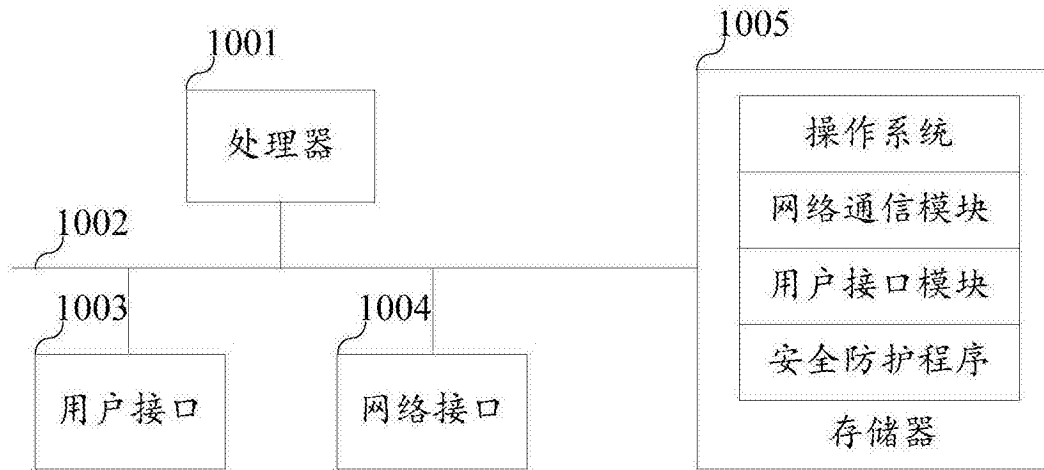 1001
处理器
1002
1003
用户接口
1004
网络接口
1005
操作系统
网络通信模块
用户接口模块
安全防护程序
存储器